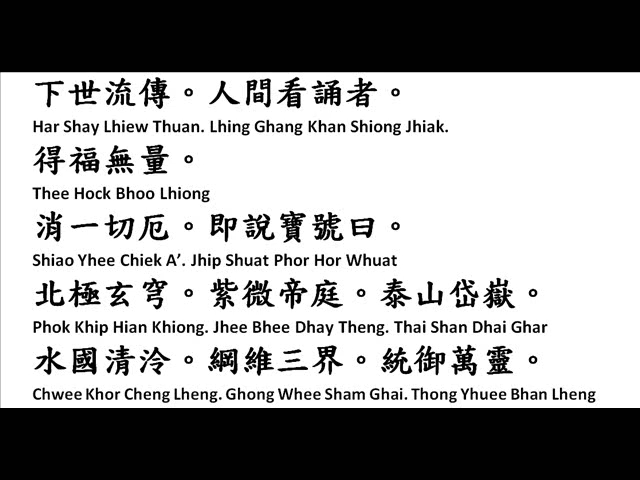 下世流傳。人間看誦者。
Har Shay Lhiew Thuan. Lhing Ghang Khan Shiong Jhiak.
得福無量。
Thee Hock Bhoo Lhiong
消一切厄。即說寶號曰。
Shiao Yhee Chiek A’. Jhip Shuat Phor Hor Whuat
北極玄穹。紫微帝庭。泰山岱嶽。
Phok Khip Hian Khiong. Jhee Bhee Dhay Theng. Thai Shan Dhai Ghar
水國清泠。綱維三界。統御萬靈。
Chwee Khor Cheng Lheng. Ghong Whee Sham Ghai. Thong Yhuee Bhan Lheng